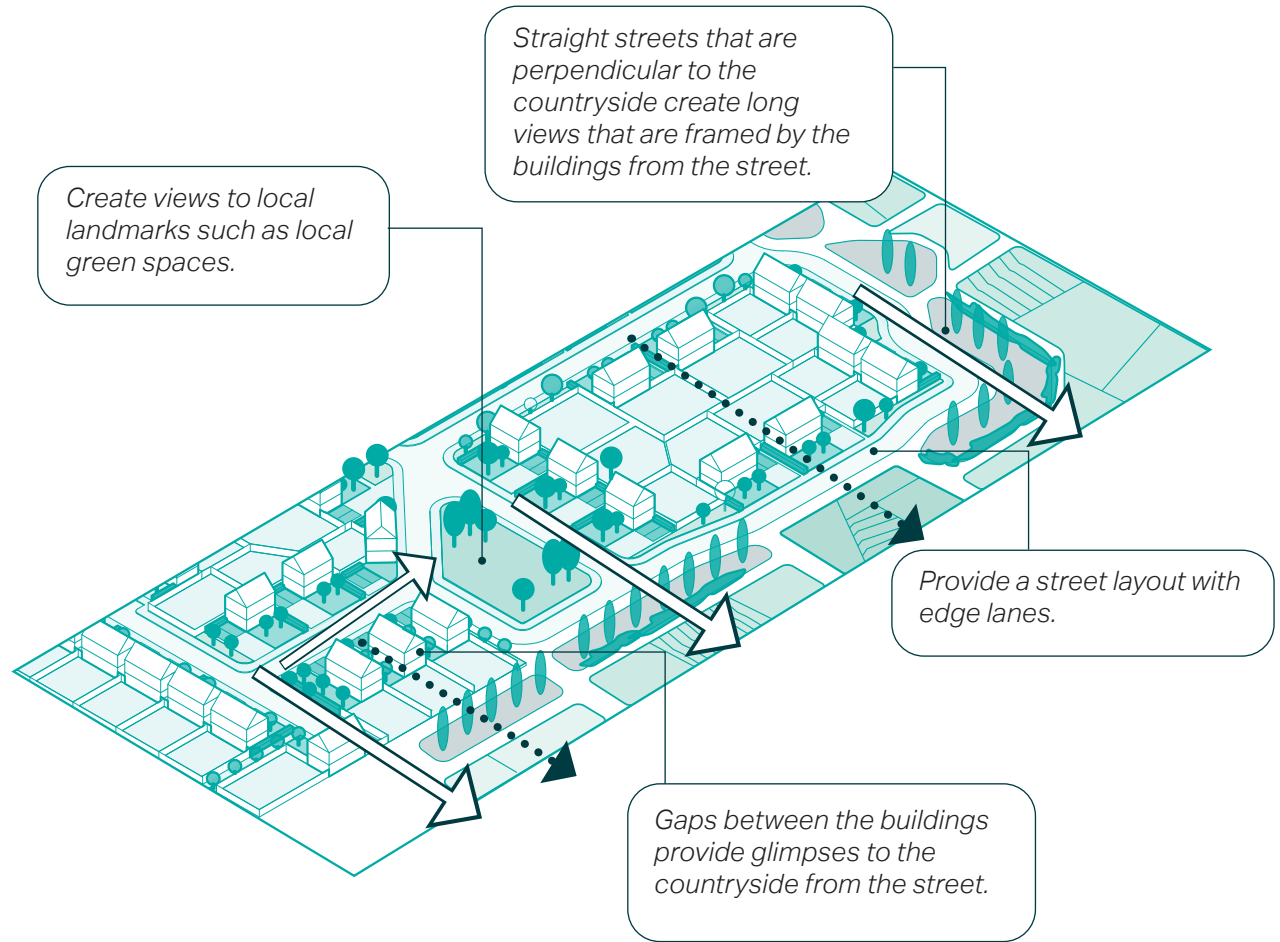 Straight streets that are
perpendicular to the
countryside create long
views that are framed by the
buildings from the street.
Create views to local
landmarks such as local
green spaces.
Provide a street layout with
edge lanes.
Gaps between the buildings
provide glimpses to the
countryside from the street.